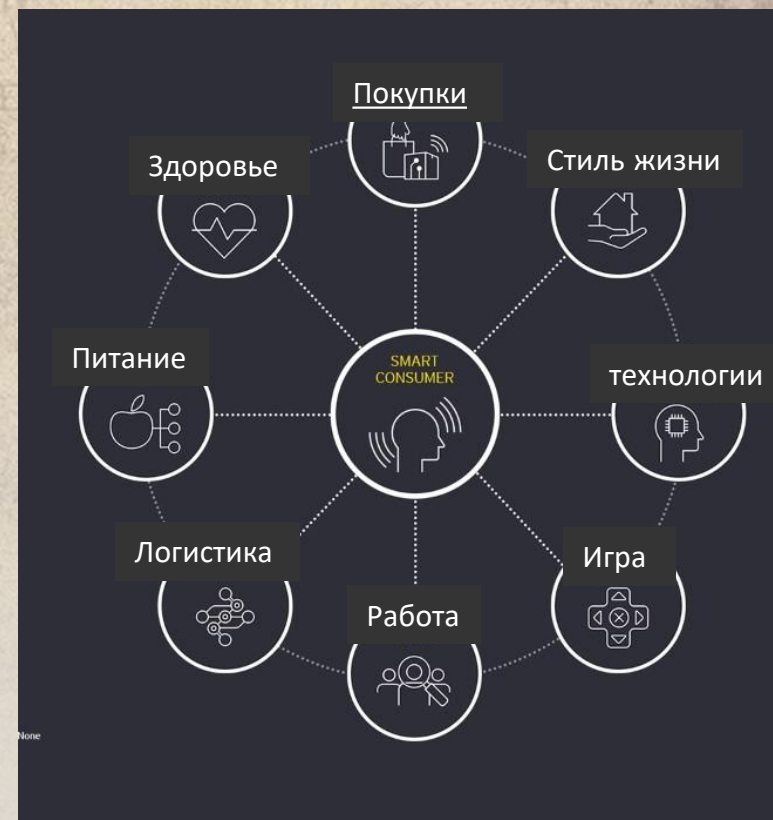 Покупки
Здоровье
Стиль жизни
Питание
SMART
CONSUMER
технологии
Логистика
Игра
Работа
None